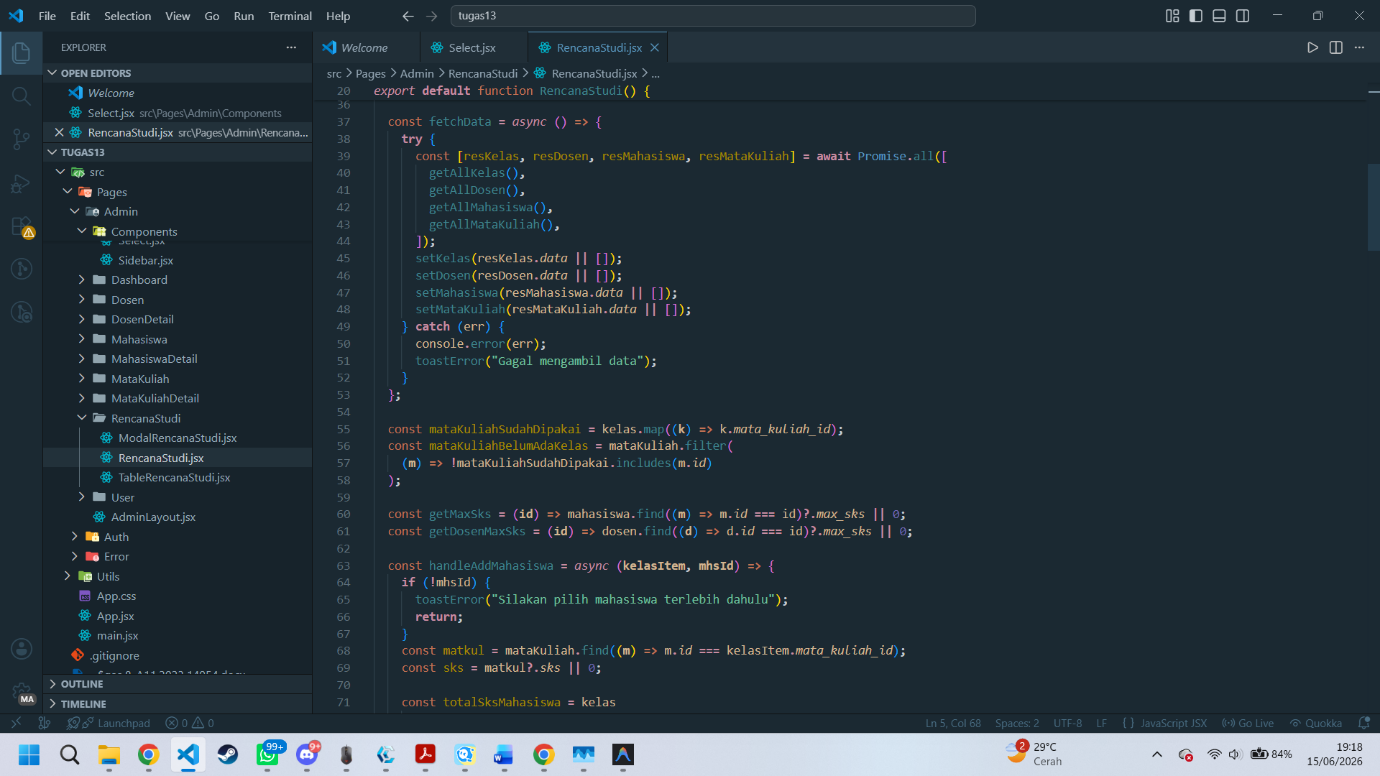 File Edit Selection View Go Run Terminal Help
tugas13
EXPLORER
OPEN EDITORS
Welcome
Select.jsx src\Pages\Admin\Components
RencanaStudi.jsx src\Pages\Admin\Rencana...
TUGAS13
src
Pages
Admin
Components
Select.jsx
Sidebar.jsx
Dashboard
Dosen
DosenDetail
Mahasiswa
MahasiswaDetail
MataKuliah
MataKuliahDetail
RencanaStudi
ModalRencanaStudi.jsx
RencanaStudi.jsx
TableRencanaStudi.jsx
User
AdminLayout.jsx
Auth
Error
Utils
App.css
App.jsx
main.jsx
.gitignore
OUTLINE
TIMELINE
MA
Welcome Select.jsx RencanaStudi.jsx
src > Pages > Admin > RencanaStudi > RencanaStudi.jsx > ...
20 export default function RencanaStudi() {
36
37 const fetchData = async () => {
38 try {
39 const [resKelas, resDosen, resMahasiswa, resMataKuliah] = await Promise.all([
40 getAllKelas(),
41 getAllDosen(),
42 getAllMahasiswa(),
43 getAllMataKuliah(),
44 ]);
45 setKelas(resKelas.data || []);
46 setDosen(resDosen.data || []);
47 setMahasiswa(resMahasiswa.data || []);
48 setMataKuliah(resMataKuliah.data || []);
49 } catch (err) {
50 console.error(err);
51 toastError("Gagal mengambil data");
52 }
53 };
54
55 const mataKuliahSudahDipakai = kelas.map((k) => k.mata_kuliah_id);
56 const mataKuliahBelumAdaKelas = mataKuliah.filter(
57 (m) => !mataKuliahSudahDipakai.includes(m.id)
58 );
59
60 const getMaxSks = (id) => mahasiswa.find((m) => m.id === id)?.max_sks || 0;
61 const getDosenMaxSks = (id) => dosen.find((d) => d.id === id)?.max_sks || 0;
62
63 const handleAddMahasiswa = async (kelasItem, mhsId) => {
64 if (!mhsId) {
65 toastError("Silakan pilih mahasiswa terlebih dahulu");
66 return;
67 }
68 const matkul = mataKuliah.find((m) => m.id === kelasItem.mata_kuliah_id);
69 const sks = matkul?.sks || 0;
70
71 const totalSksMahasiswa = kelas
Launchpad 0 0
Ln 5, Col 68 Spaces: 2 UTF-8 LF {} JavaScript JSX Go Live Quokka
99+
9+
2
29°C
Cerah
84%
19:18
15/06/2026